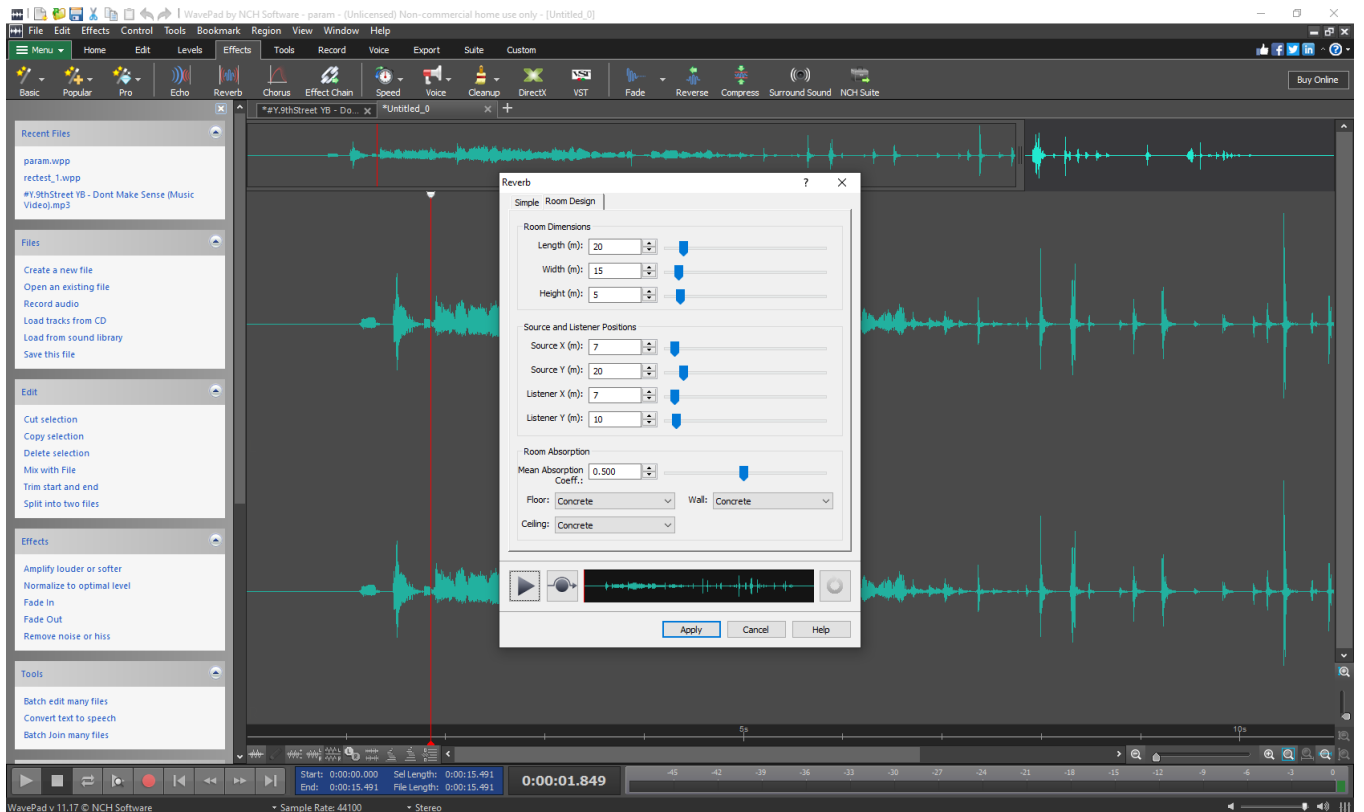 WavePad by NCH Software - param - (Unlicensed) Non-commercial home use only - [Untitled_0]
File Edit Effects Control Tools Bookmark Region View Window Help
Menu Home Edit Levels Effects Tools Record Voice Export Suite Custom
Basic Popular Pro Echo Reverb Chorus Effect Chain Speed Voice Cleanup DirectX VST Fade Reverse Compress Surround Sound NCH Suite Buy Online
*#Y.9thStreet YB - Do... *Untitled_0
Recent Files
param.wpp
rectest_1.wpp
#Y.9thStreet YB - Dont Make Sense (Music
Video).mp3
Files
Create a new file
Open an existing file
Record audio
Load tracks from CD
Load from sound library
Save this file
Edit
Cut selection
Copy selection
Delete selection
Mix with File
Trim start and end
Split into two files
Effects
Amplify louder or softer
Normalize to optimal level
Fade In
Fade Out
Remove noise or hiss
Tools
Batch edit many files
Convert text to speech
Batch Join many files
Reverb ?
Simple Room Design
Room Dimensions
Length (m): 20
Width (m): 15
Height (m): 5
Source and Listener Positions
Source X (m): 7
Source Y (m): 20
Listener X (m): 7
Listener Y (m): 10
Room Absorption
Mean Absorption
Coeff.: 0.500
Floor: Concrete Wall: Concrete
Ceiling: Concrete
Apply Cancel Help
5s 10s
Start: 0:00:00.000 Sel Length: 0:00:15.491
End: 0:00:15.491 File Length: 0:00:15.491
0:00:01.849
-45 -42 -39 -36 -33 -30 -27 -24 -21 -18 -15 -12 -9 -6 -3 0
WavePad v 11.17 © NCH Software Sample Rate: 44100 Stereo